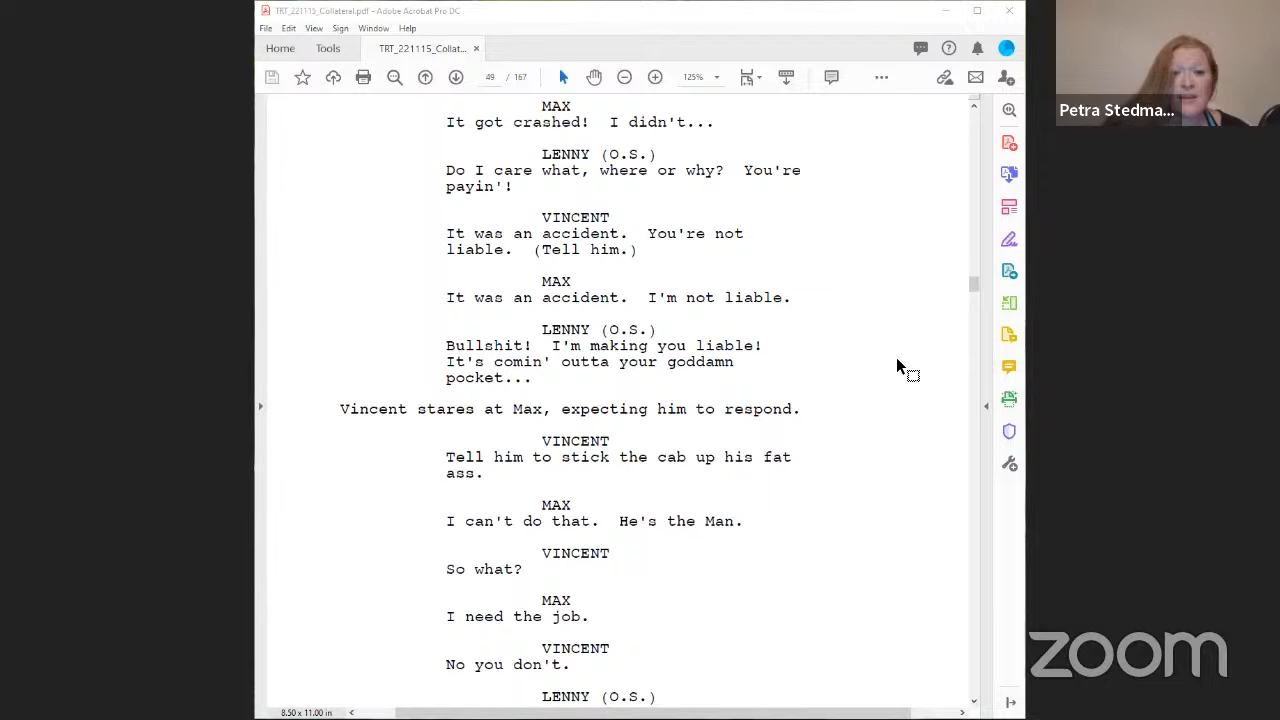 TRT_221115_Collateral.pdf - Adobe Acrobat Pro DC
File Edit View Sign Window Help
Home Tools TRT_221115_Collat... ×
49 / 167 125%
MAX
It got crashed! I didn't...
LENNY (O.S.)
Do I care what, where or why? You're
payin'!
VINCENT
It was an accident. You're not
liable. (Tell him.)
MAX
It was an accident. I'm not liable.
LENNY (O.S.)
Bullshit! I'm making you liable!
It's comin' outta your goddamn
pocket...
Vincent stares at Max, expecting him to respond.
VINCENT
Tell him to stick the cab up his fat
ass.
MAX
I can't do that. He's the Man.
VINCENT
So what?
MAX
I need the job.
VINCENT
No you don't.
LENNY (O.S.)
8.50 x 11.00 in
Petra Stedma...
zoom